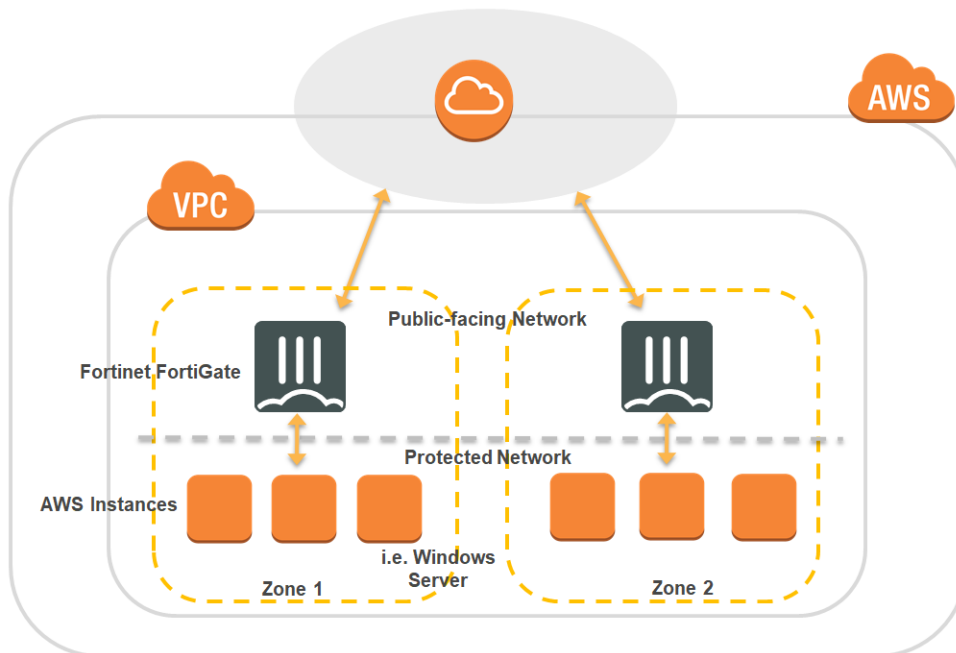 AWS
VPC
Public-facing Network
Fortinet FortiGate
Protected Network
AWS Instances
i.e. Windows
Server
Zone 1
Zone 2